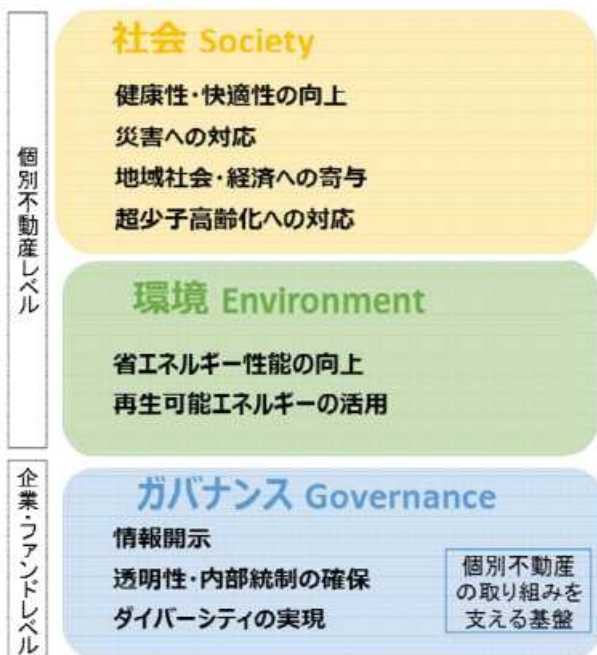 個別不動産レベル
社会 Society
健康性・快適性の向上
災害への対応
地域社会・経済への寄与
超少子高齢化への対応
環境 Environment
省エネルギー性能の向上
再生可能エネルギーの活用
企業・ファンドレベル
ガバナンス Governance
情報開示
透明性・内部統制の確保
ダイバーシティの実現
個別不動産
の取り組みを
支える基盤